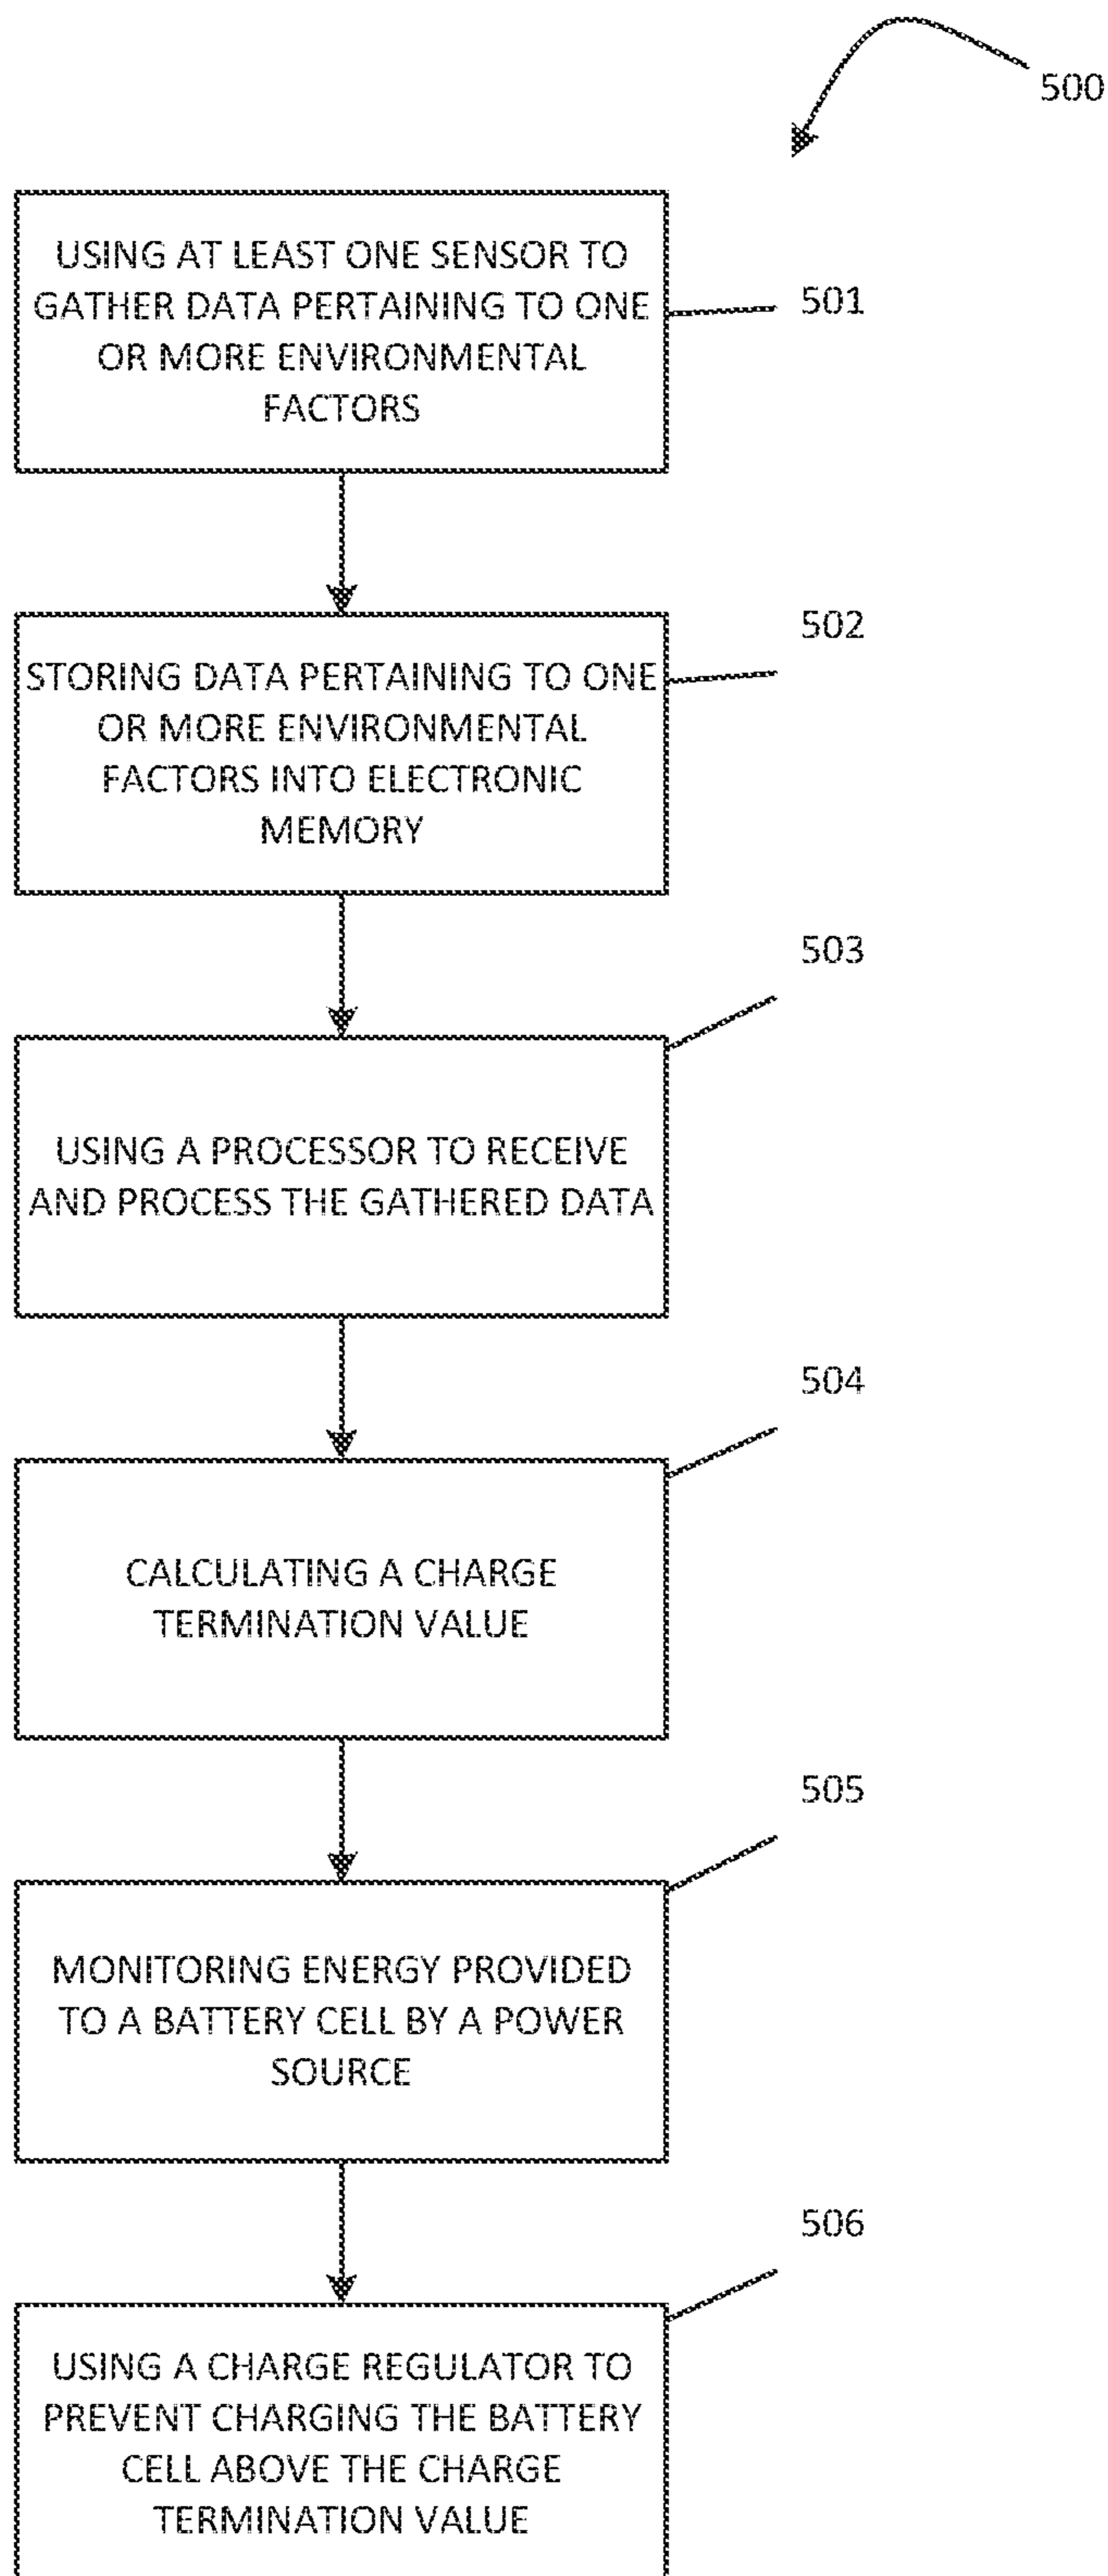 500
USING AT LEAST ONE SENSOR TO
GATHER DATA PERTAINING TO ONE
OR MORE ENVIRONMENTAL
FACTORS
501
502
STORING DATA PERTAINING TO ONE
OR MORE ENVIRONMENTAL
FACTORS INTO ELECTRONIC
MEMORY
503
USING A PROCESSOR TO RECEIVE
AND PROCESS THE GATHERED DATA
504
CALCULATING A CHARGE
TERMINATION VALUE
505
MONITORING ENERGY PROVIDED
TO A BATTERY CELL BY A POWER
SOURCE
506
USING A CHARGE REGULATOR TO
PREVENT CHARGING THE BATTERY
CELL ABOVE THE CHARGE
TERMINATION VALUE